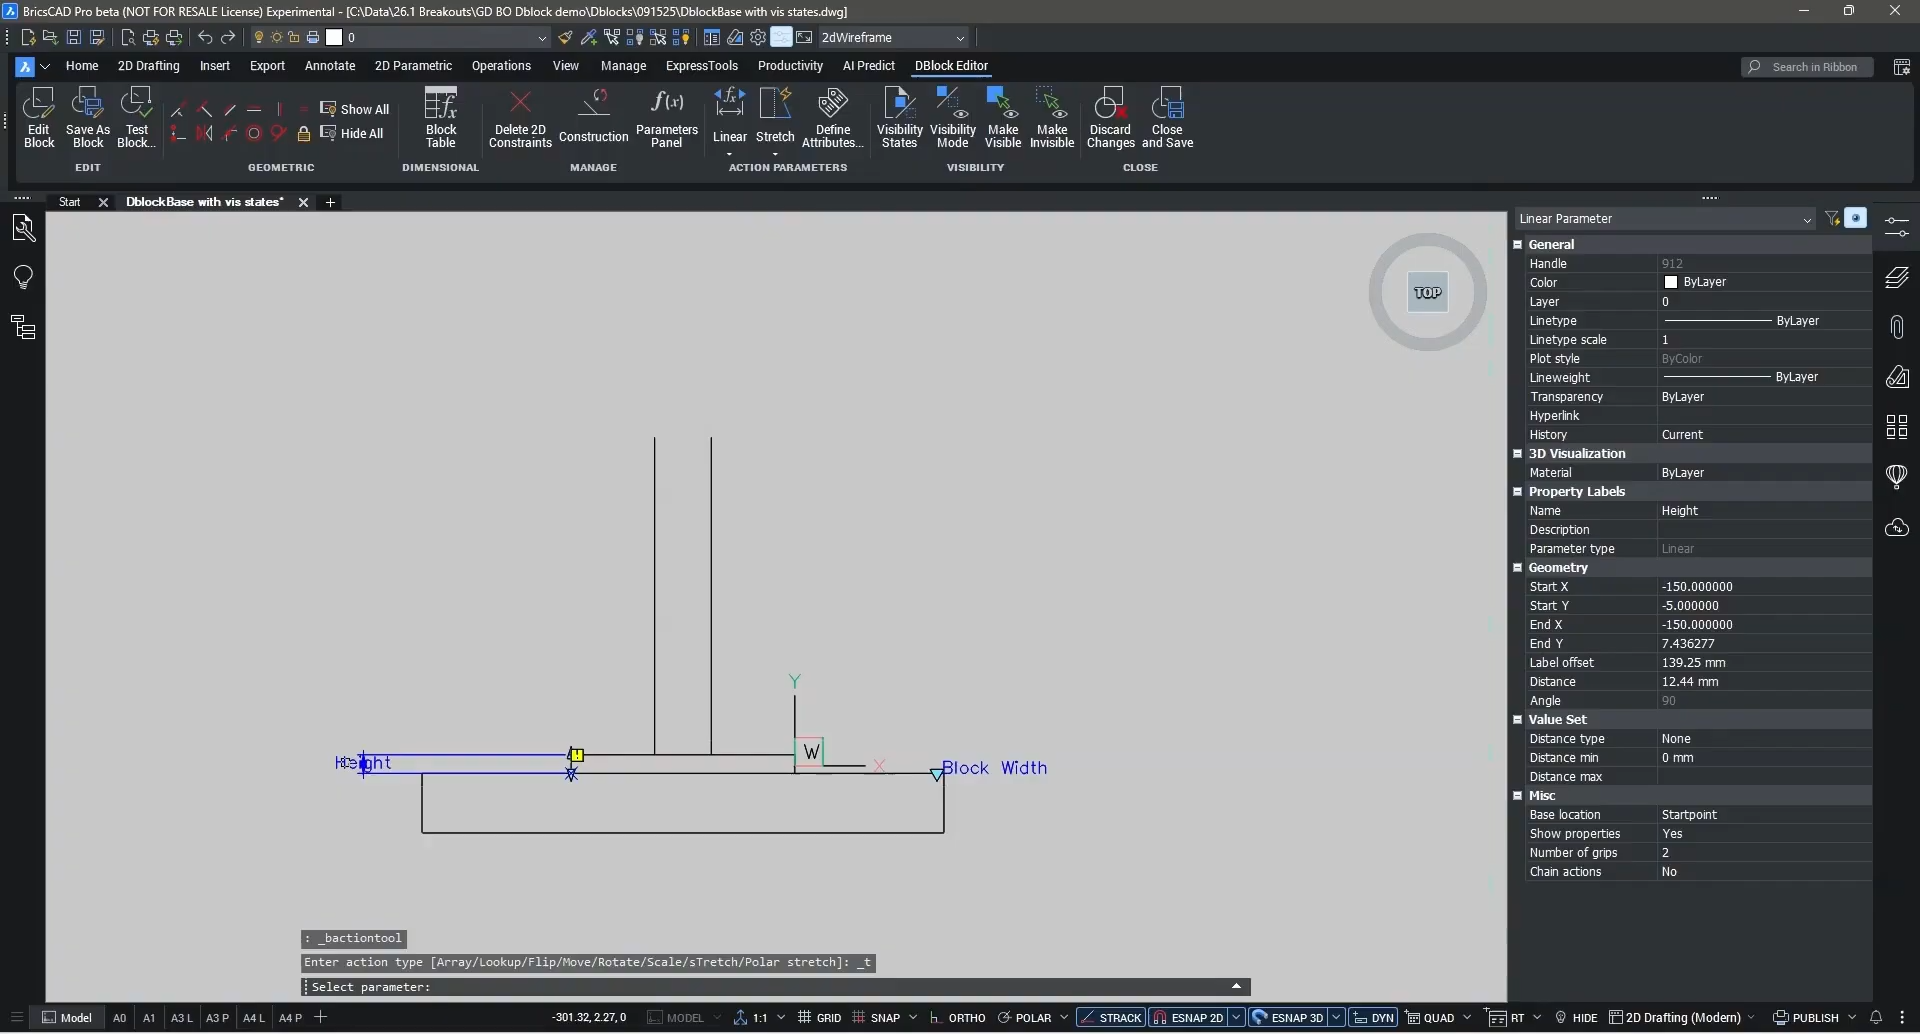 BricsCAD Pro beta (NOT FOR RESALE License) Experimental - [C:\Data\26.1 Breakouts\GD BO Dblock demo\Dblocks\091525\DblockBase with vis states.dwg]
0
2dWireframe
Home 2D Drafting Insert Export Annotate 2D Parametric Operations View Manage ExpressTools Productivity AI Predict DBlock Editor
Search in Ribbon
Edit Block
Save As Block
Test Block...
Show All
Hide All
Block Table
Delete 2D Constraints
Construction
Parameters Panel
Linear
Stretch
Define Attributes...
Visibility States
Visibility Mode
Make Visible
Make Invisible
Discard Changes
Close and Save
EDIT GEOMETRIC DIMENSIONAL MANAGE ACTION PARAMETERS VISIBILITY CLOSE
Start DblockBase with vis states*
TOP
Y
W
X
Height
Block Width
Linear Parameter
General
Handle 912
Color ByLayer
Layer 0
Linetype ByLayer
Linetype scale 1
Plot style ByColor
Lineweight ByLayer
Transparency ByLayer
Hyperlink
History Current
3D Visualization
Material ByLayer
Property Labels
Name Height
Description
Parameter type Linear
Geometry
Start X -150.000000
Start Y -5.000000
End X -150.000000
End Y 7.436277
Label offset 139.25 mm
Distance 12.44 mm
Angle 90
Value Set
Distance type None
Distance min 0 mm
Distance max
Misc
Base location Startpoint
Show properties Yes
Number of grips 2
Chain actions No
: _bactiontool
Enter action type [Array/Lookup/Flip/Move/Rotate/Scale/sTretch/Polar stretch]: _t
Select parameter:
Model A0 A1 A3 L A3 P A4 L A4 P
-301.32, 2.27, 0 MODEL 1:1 GRID SNAP ORTHO POLAR STRACK ESNAP 2D ESNAP 3D DYN QUAD RT HIDE 2D Drafting (Modern) PUBLISH